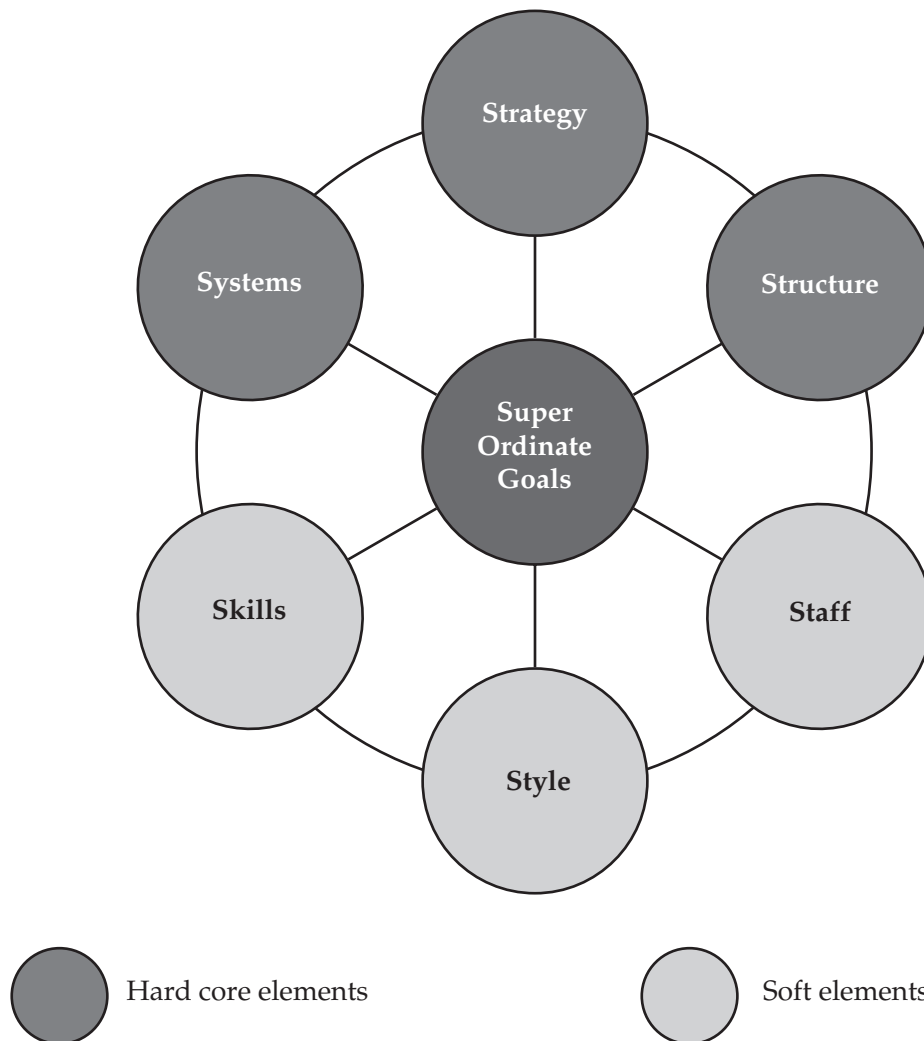 Strategy
Systems
Structure
Super
Ordinate
Goals
Skills
Staff
Style
Hard core elements
Soft elements